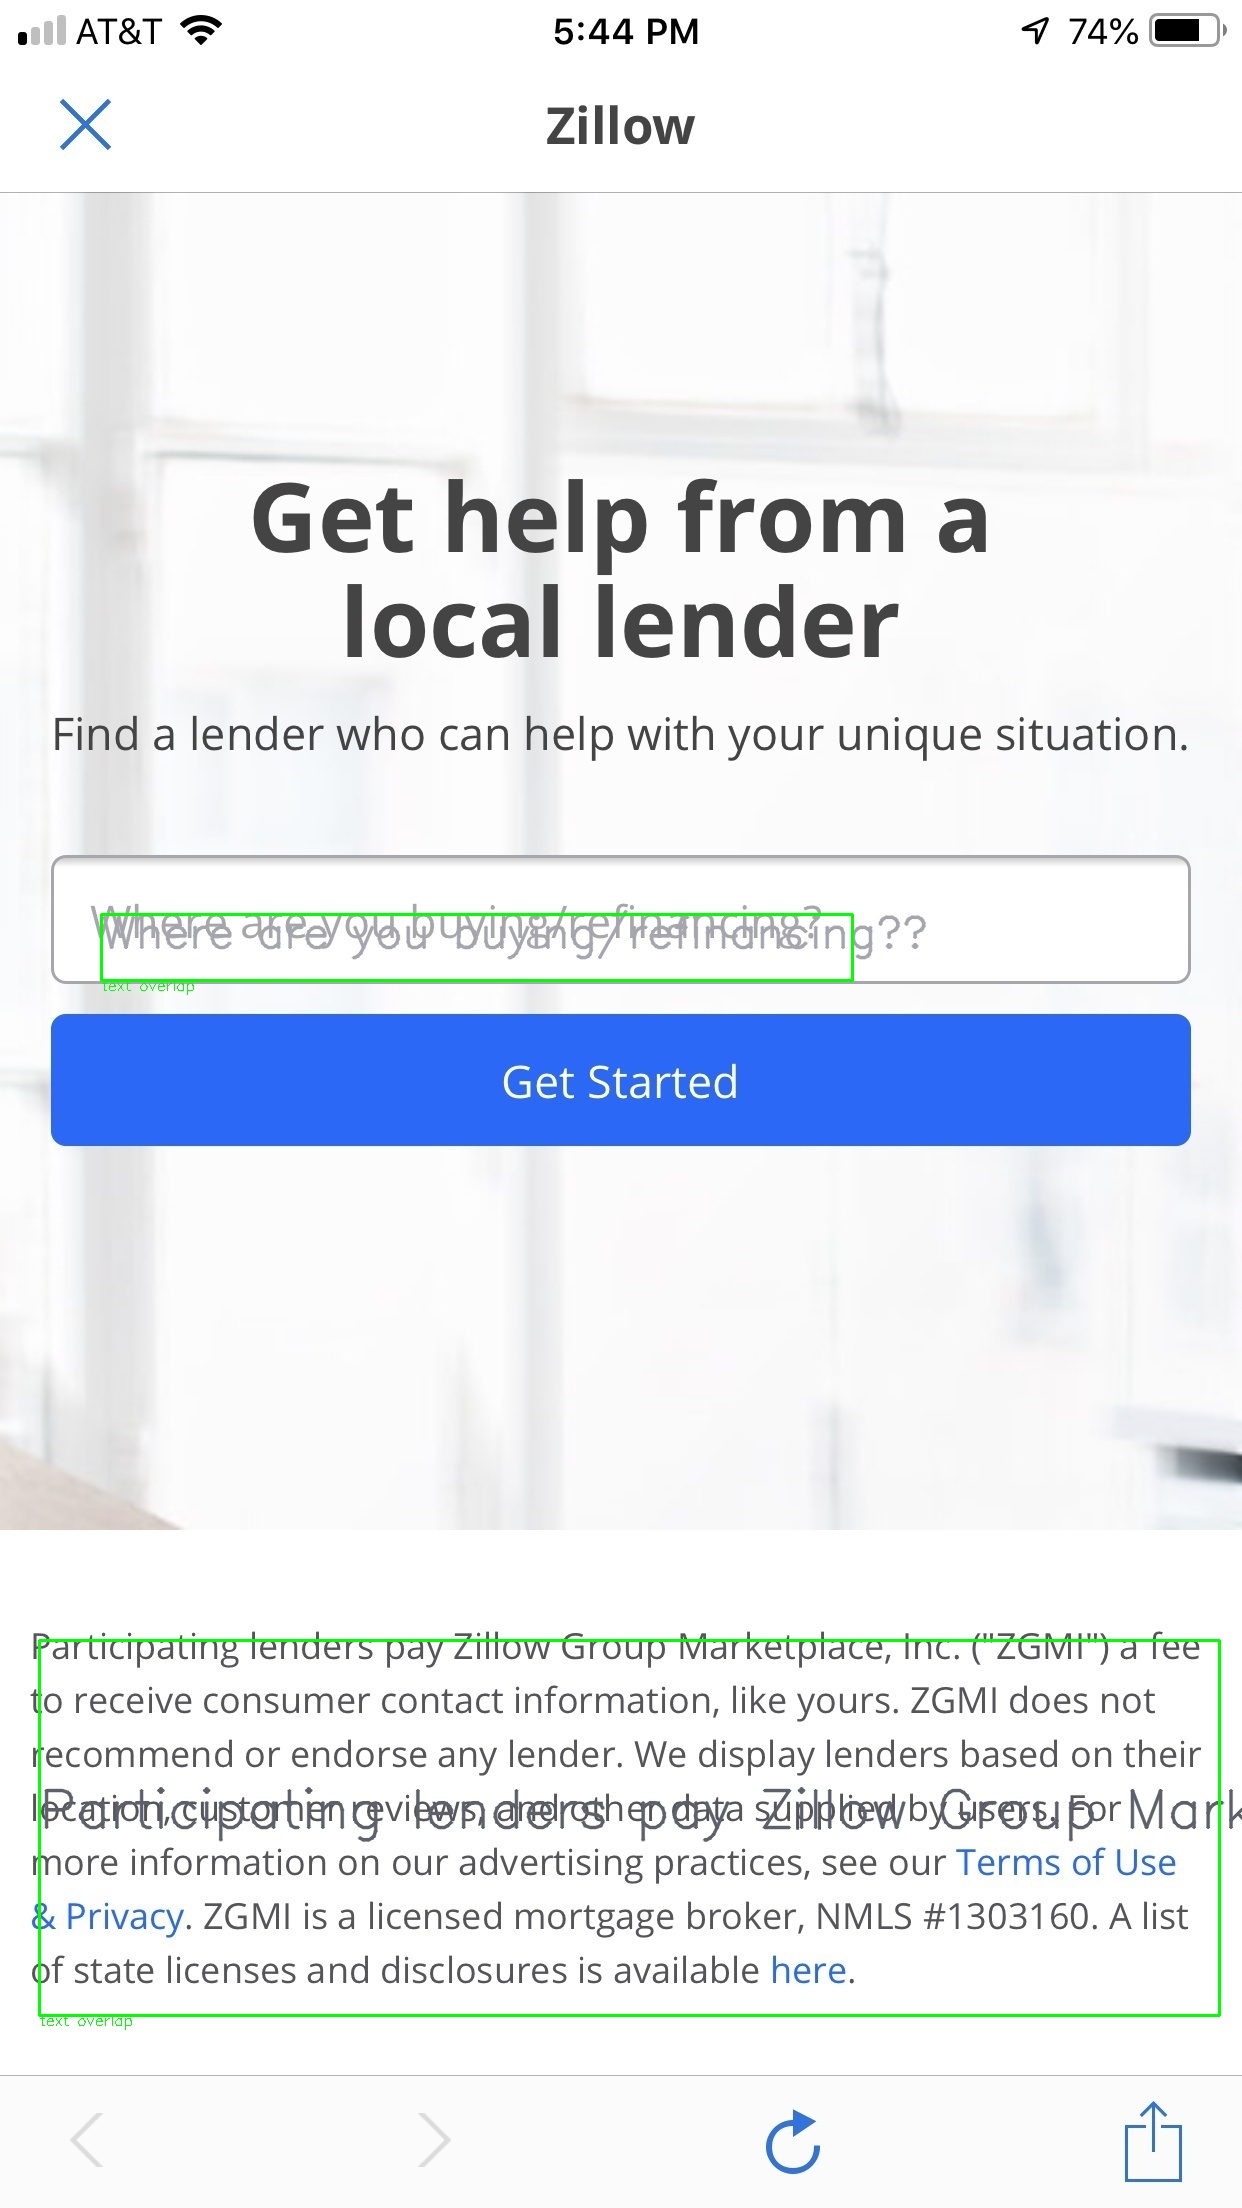 AT&T 5:44 PM 74%
Zillow
Get help from a
local lender
Find a lender who can help with your unique situation.
Where are you buying/refinancing?
Where are you buying/refinancing??
text overlap
Get Started
Participating lenders pay Zillow Group Marketplace, Inc. ("ZGMI") a fee
to receive consumer contact information, like yours. ZGMI does not
recommend or endorse any lender. We display lenders based on their
location, customer reviews, and other data supplied by users. For
Participating lenders pay Zillow Group Mark
more information on our advertising practices, see our Terms of Use
& Privacy. ZGMI is a licensed mortgage broker, NMLS #1303160. A list
of state licenses and disclosures is available here.
text overlap